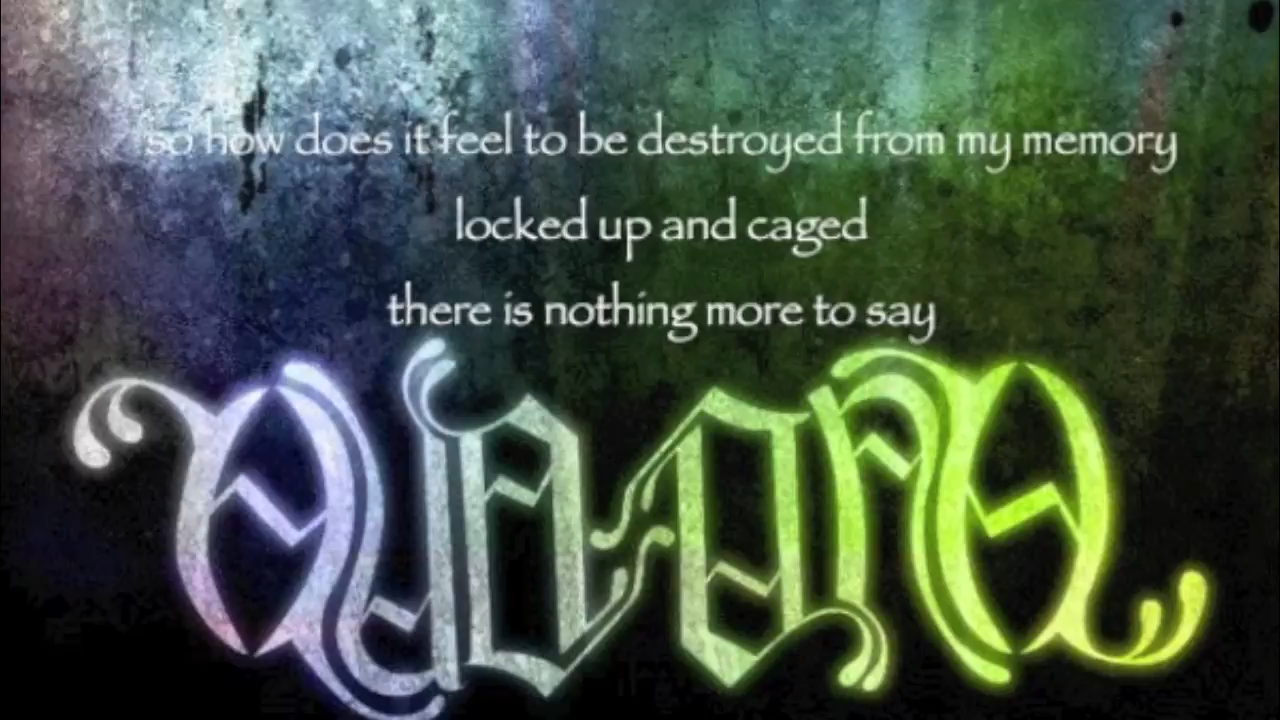 so how does it feel to be destroyed from my memory
locked up and caged
there is nothing more to say